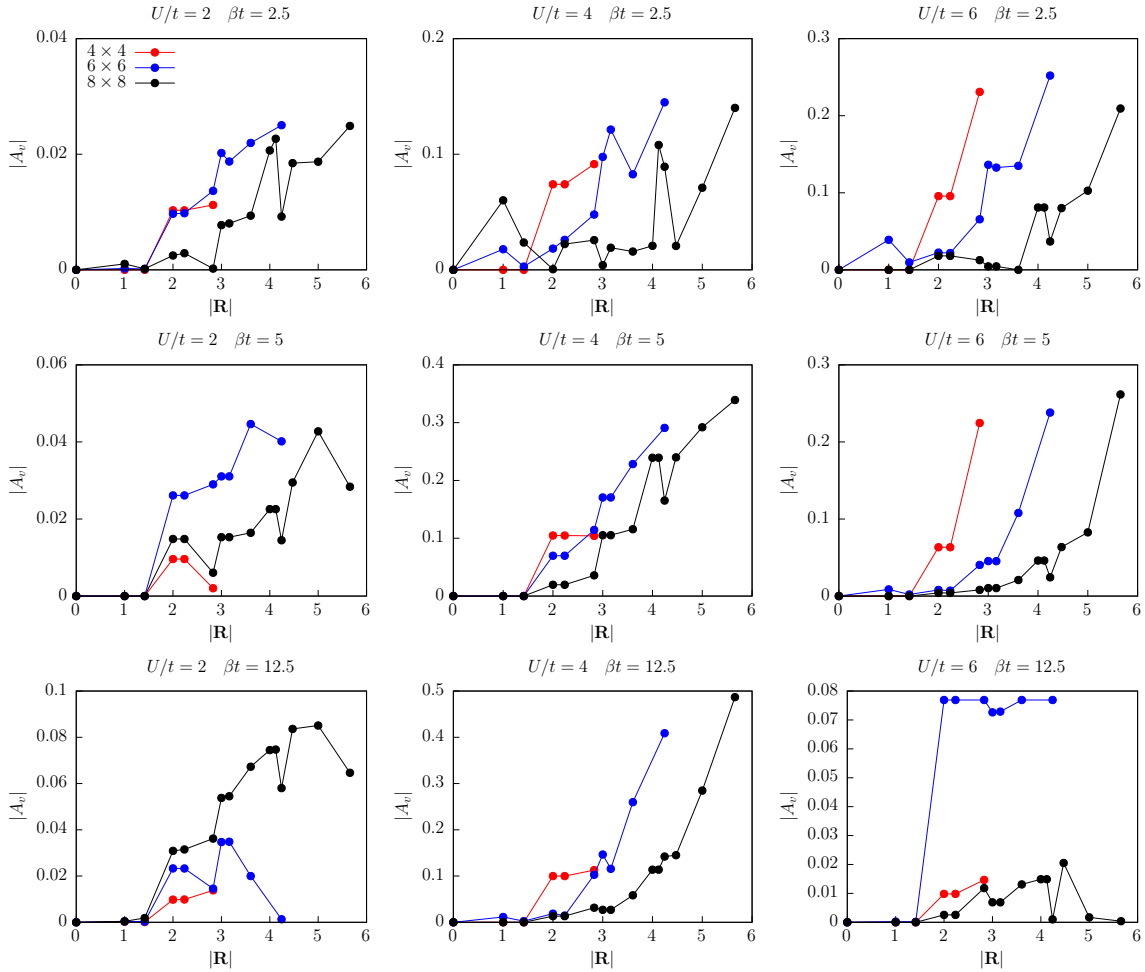 U/t = 2 βt = 2.5
0.04
0.02
0
|A_v|
4 × 4
6 × 6
8 × 8
0 1 2 3 4 5 6
|R|
U/t = 4 βt = 2.5
0.2
0.1
0
|A_v|
0 1 2 3 4 5 6
|R|
U/t = 6 βt = 2.5
0.3
0.2
0.1
0
|A_v|
0 1 2 3 4 5 6
|R|
U/t = 2 βt = 5
0.06
0.04
0.02
0
|A_v|
0 1 2 3 4 5 6
|R|
U/t = 4 βt = 5
0.4
0.3
0.2
0.1
0
|A_v|
0 1 2 3 4 5 6
|R|
U/t = 6 βt = 5
0.3
0.2
0.1
0
|A_v|
0 1 2 3 4 5 6
|R|
U/t = 2 βt = 12.5
0.1
0.08
0.06
0.04
0.02
0
|A_v|
0 1 2 3 4 5 6
|R|
U/t = 4 βt = 12.5
0.5
0.4
0.3
0.2
0.1
0
|A_v|
0 1 2 3 4 5 6
|R|
U/t = 6 βt = 12.5
0.08
0.07
0.06
0.05
0.04
0.03
0.02
0.01
0
|A_v|
0 1 2 3 4 5 6
|R|